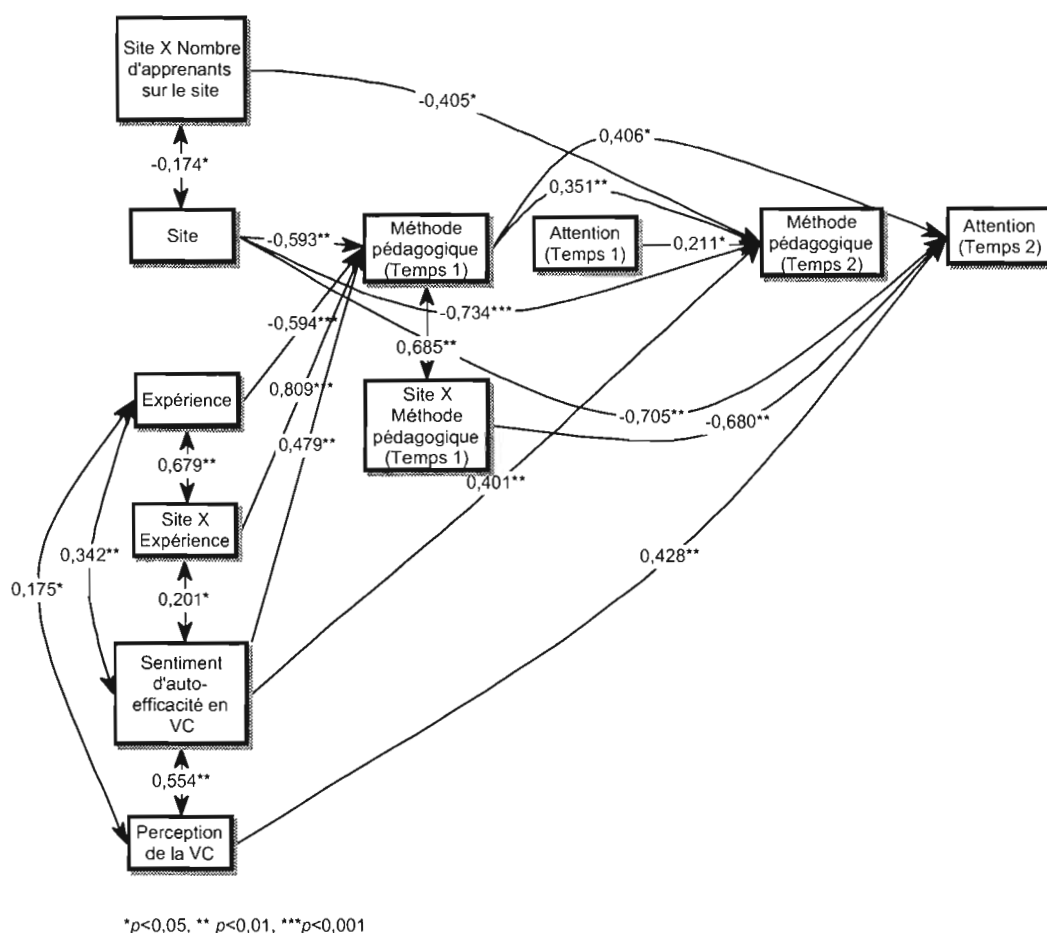 Site X Nombre
d'apprenants
sur le site
-0,405*
-0,174*
0,406*
0,351**
Site
-0,593**
Méthode
pédagogique
(Temps 1)
Attention
(Temps 1)
0,211*
Méthode
pédagogique
(Temps 2)
Attention
(Temps 2)
-0,734***
-0,594***
0,685**
Expérience
0,809***
Site X
Méthode
pédagogique
(Temps 1)
-0,705**
-0,680**
0,479**
0,679**
0,401**
Site X
Expérience
0,342**
0,175*
0,428**
0,201*
Sentiment
d'auto-
efficacité en
VC
0,554**
Perception
de la VC
*p<0,05, ** p<0,01, ***p<0,001